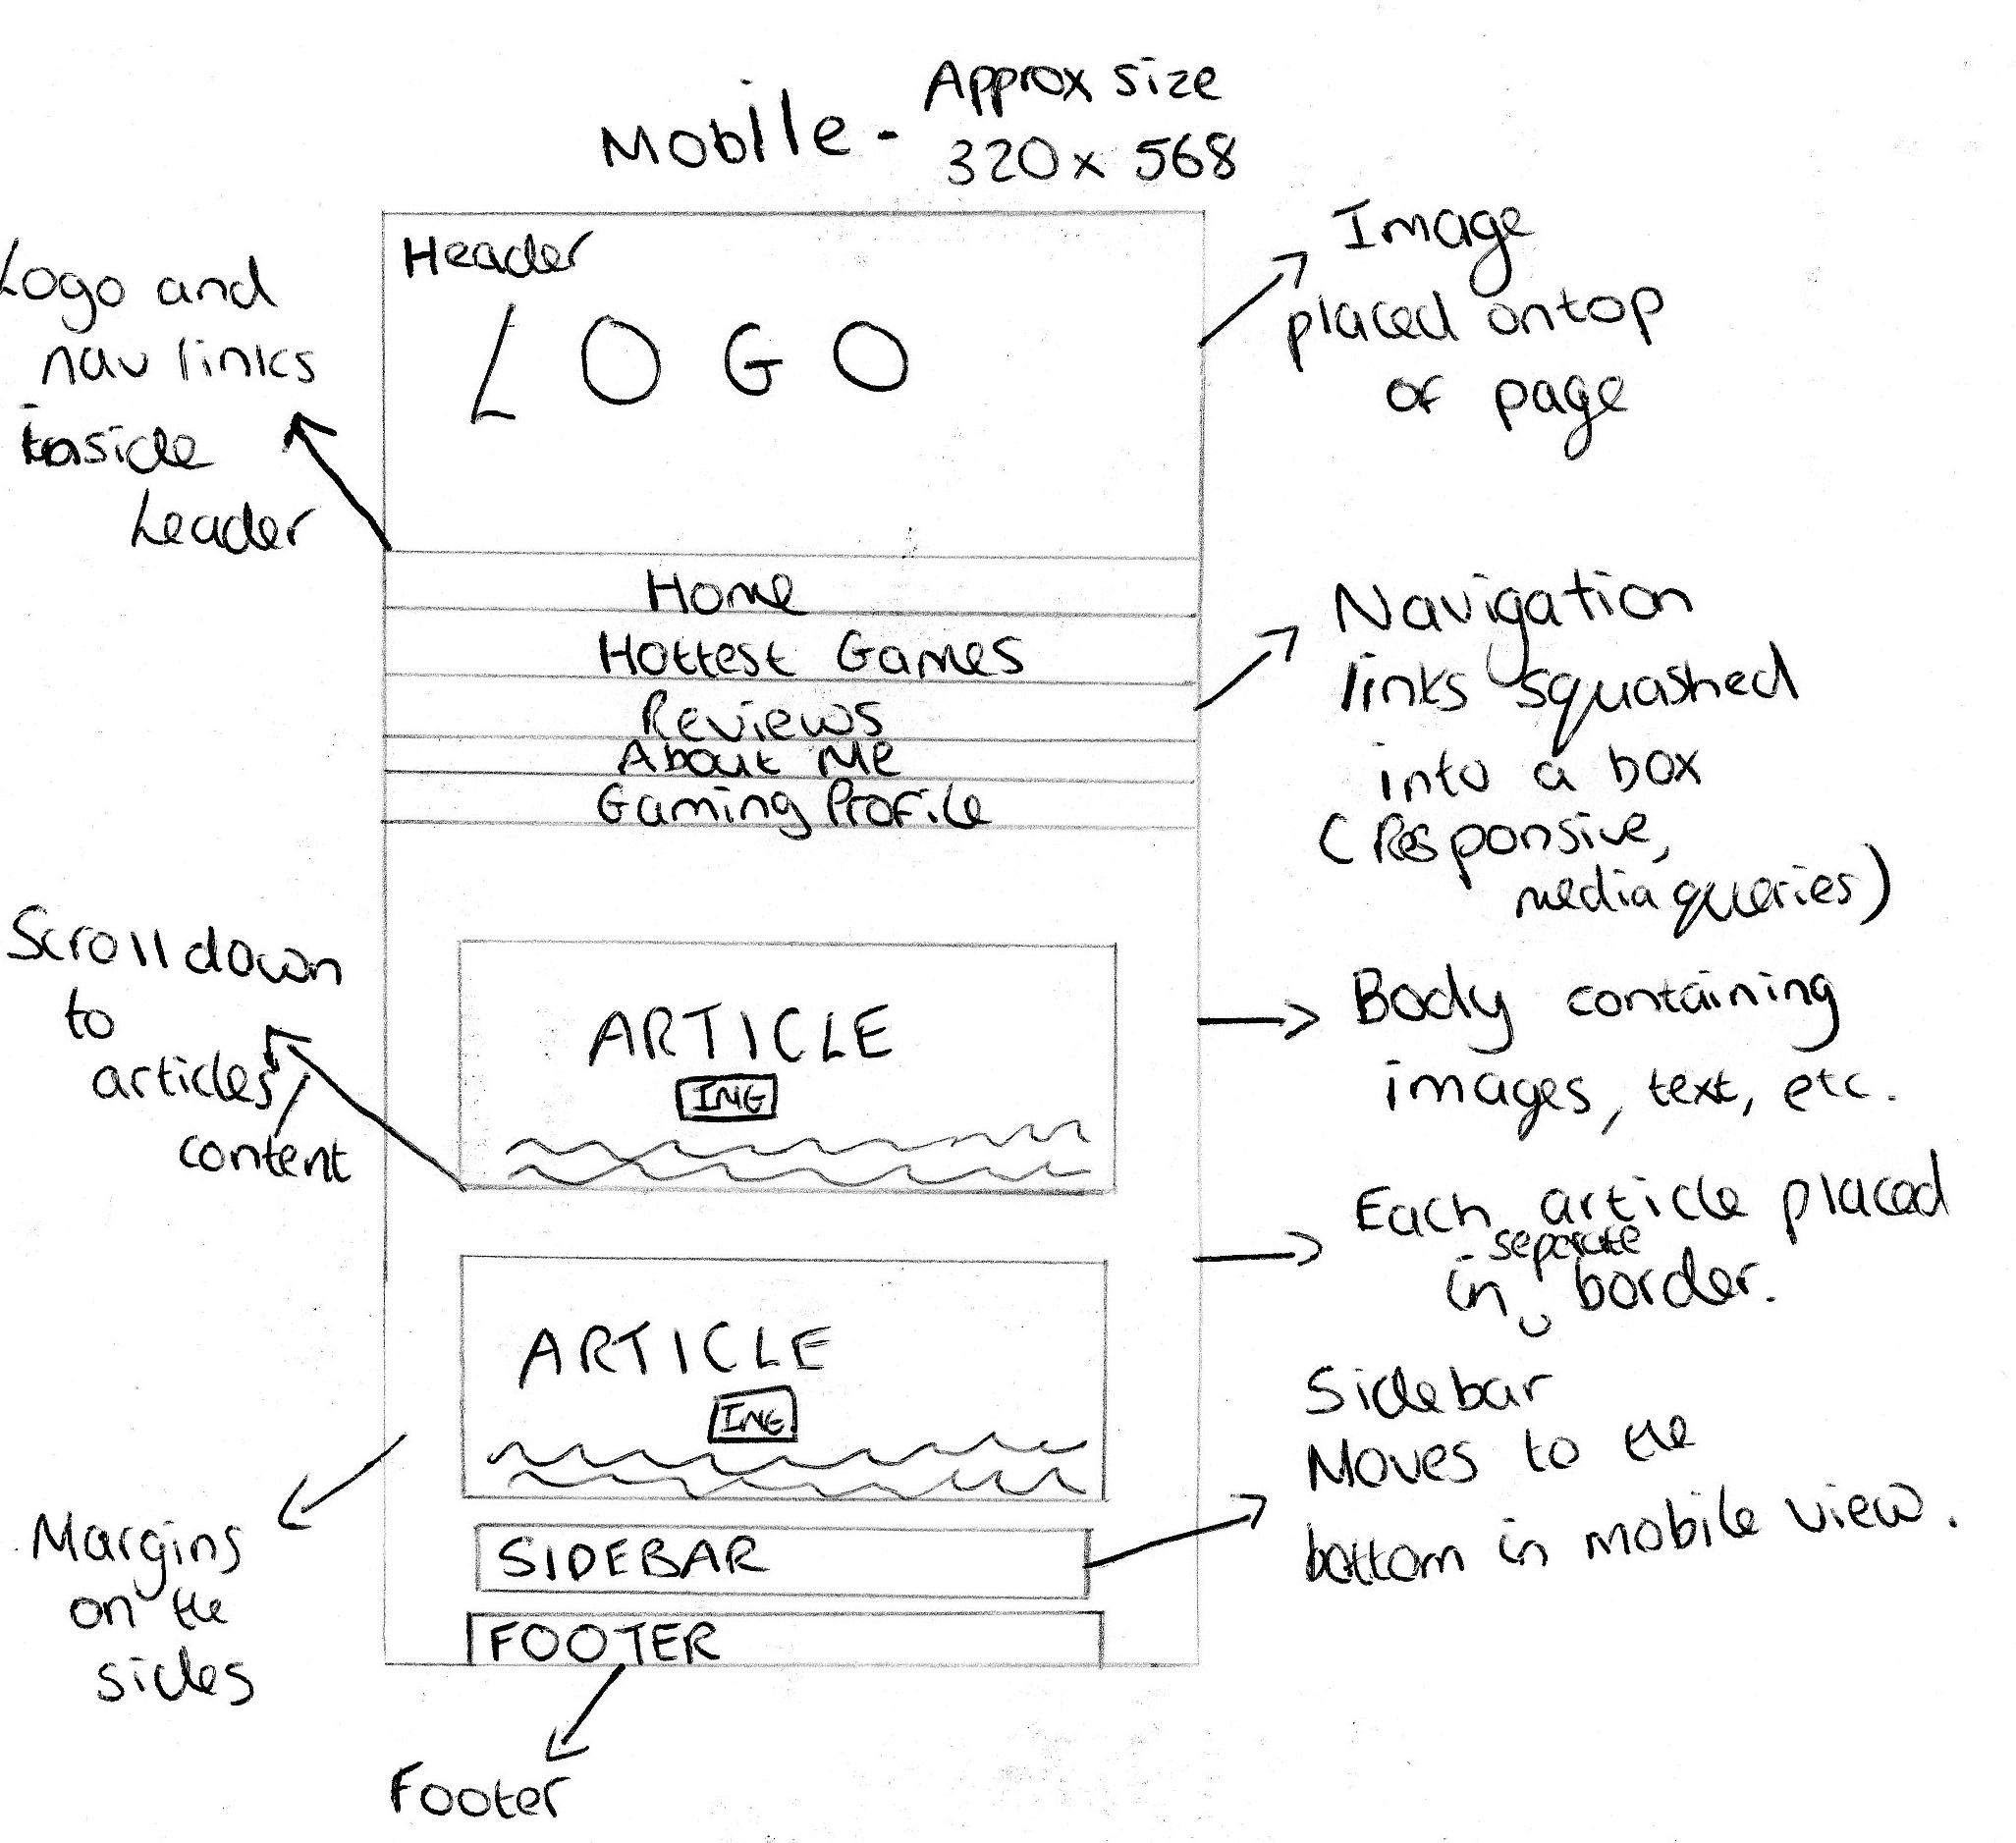 Mobile - Approx size
320 x 568
Header
LOGO
Logo and
nav links
inside
header
Image
placed ontop
of page
Home
Hottest Games
Reviews
About Me
Gaming Profile
Navigation
links squashed
into a box
(Responsive,
media queries)
Scroll down
to
articles/
content
ARTICLE
IMG
Body containing
images, text, etc.
Each article placed
in separate border.
ARTICLE
IMG
Margins
on the
sides
SIDEBAR
Sidebar
Moves to the
bottom in mobile view.
FOOTER
Footer